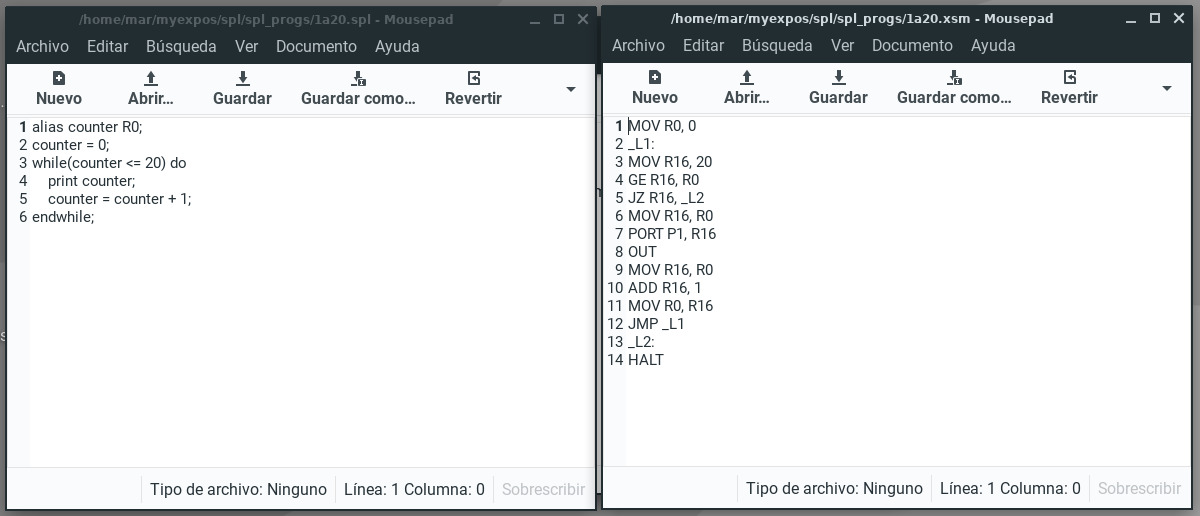 /home/mar/myexpos/spl/spl_progs/1a20.spl - Mousepad
Archivo Editar Búsqueda Ver Documento Ayuda
Nuevo Abrir... Guardar Guardar como... Revertir
1 alias counter R0;
2 counter = 0;
3 while(counter <= 20) do
4 print counter;
5 counter = counter + 1;
6 endwhile;
Tipo de archivo: Ninguno Línea: 1 Columna: 0 Sobrescribir
/home/mar/myexpos/spl/spl_progs/1a20.xsm - Mousepad
Archivo Editar Búsqueda Ver Documento Ayuda
Nuevo Abrir... Guardar Guardar como... Revertir
1 MOV R0, 0
2 _L1:
3 MOV R16, 20
4 GE R16, R0
5 JZ R16, _L2
6 MOV R16, R0
7 PORT P1, R16
8 OUT
9 MOV R16, R0
10 ADD R16, 1
11 MOV R0, R16
12 JMP _L1
13 _L2:
14 HALT
Tipo de archivo: Ninguno Línea: 1 Columna: 0 Sobrescribir